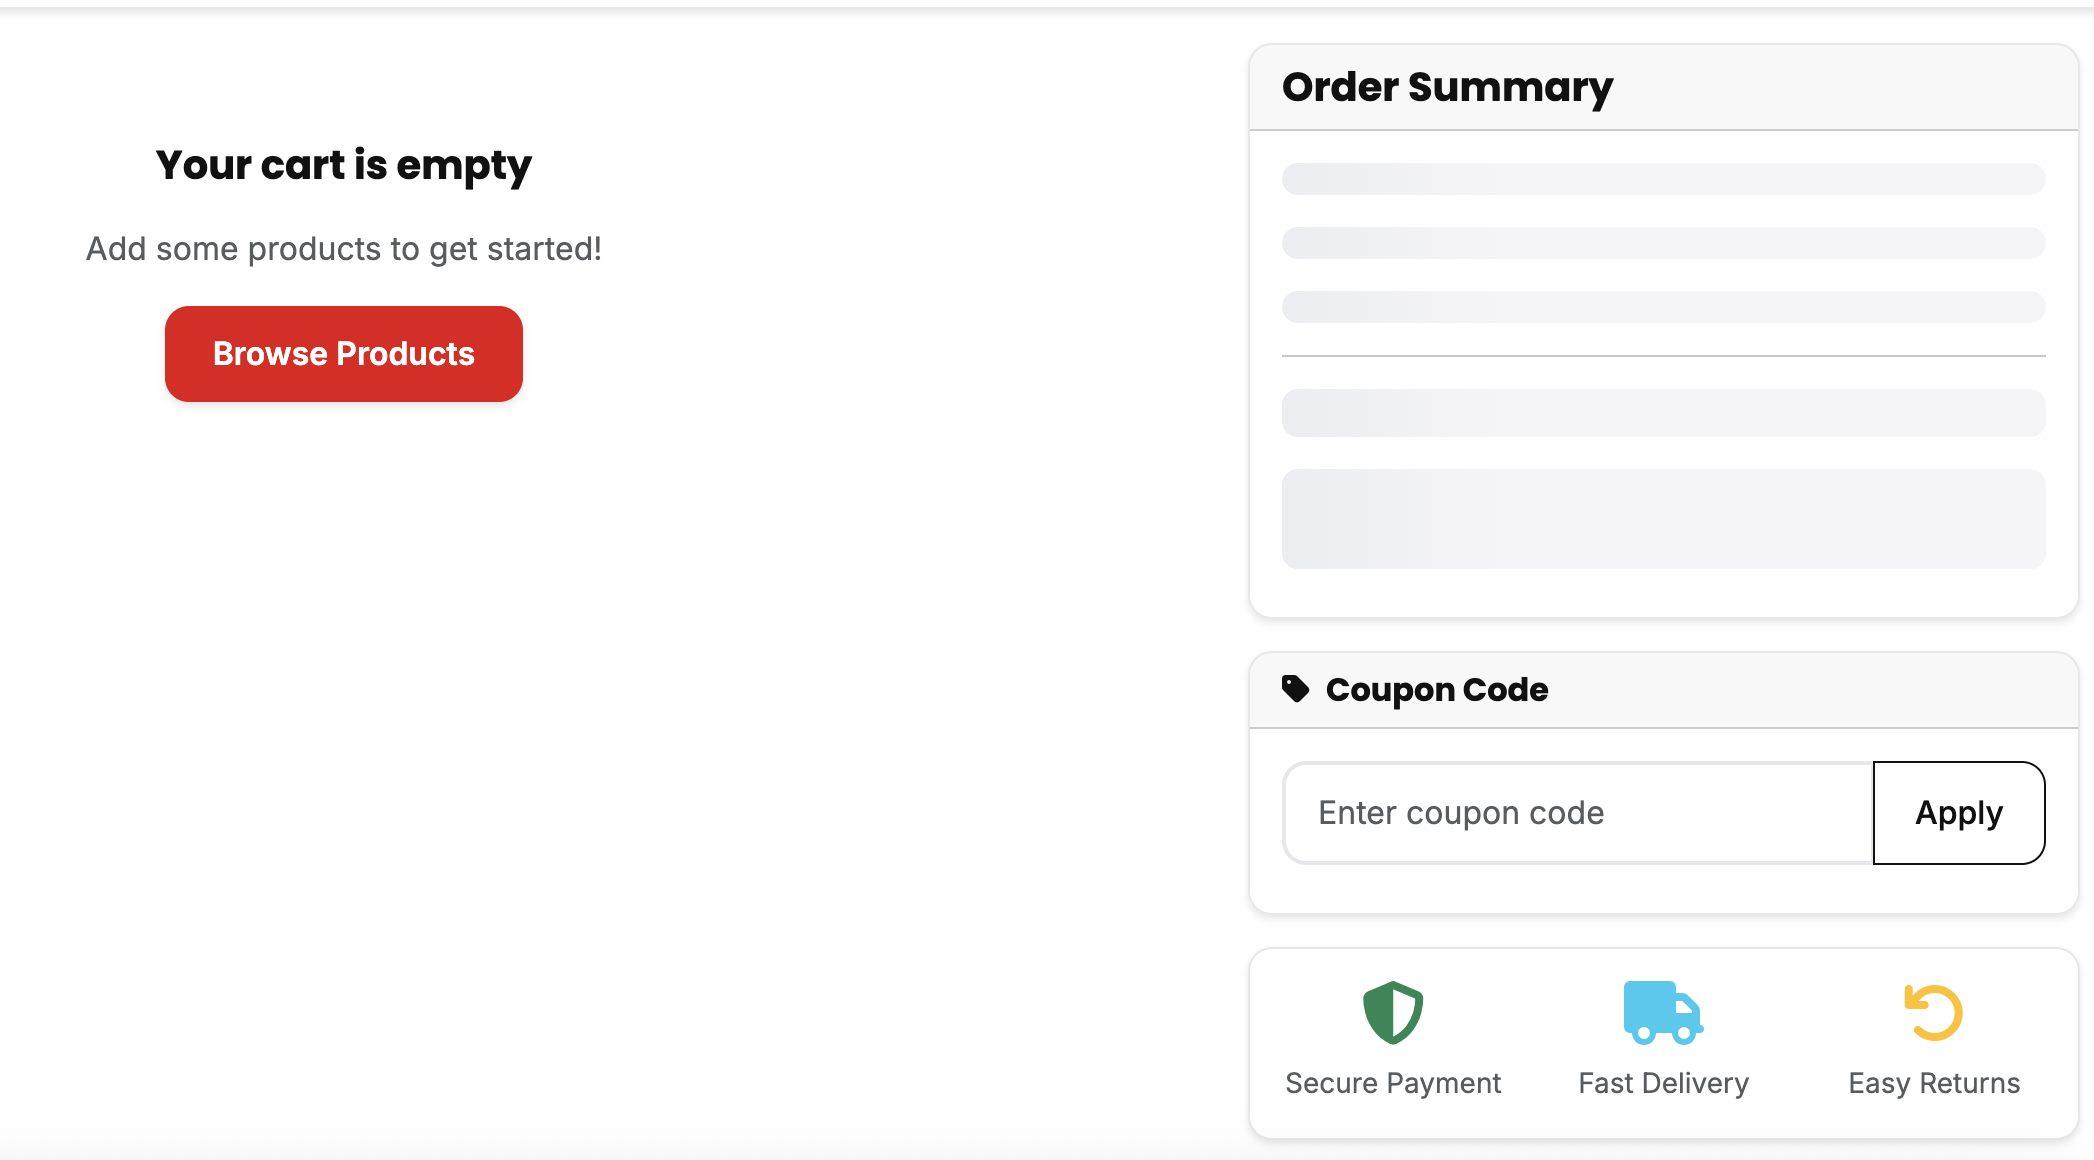 Your cart is empty
Add some products to get started!
Browse Products
Order Summary
Coupon Code
Enter coupon code
Apply
Secure Payment
Fast Delivery
Easy Returns